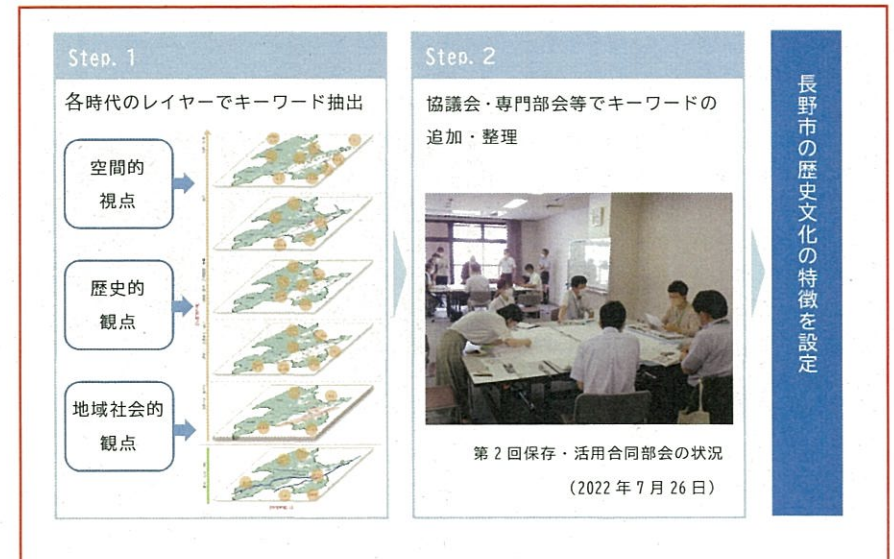 Step. 1
各時代のレイヤーでキーワード抽出
空間的
視点
歴史的
観点
地域社会的
観点
Step. 2
協議会・専門部会等でキーワードの
追加・整理
第2回保存・活用合同部会の状況
(2022年7月26日)
長野市の歴史文化の特徴を設定